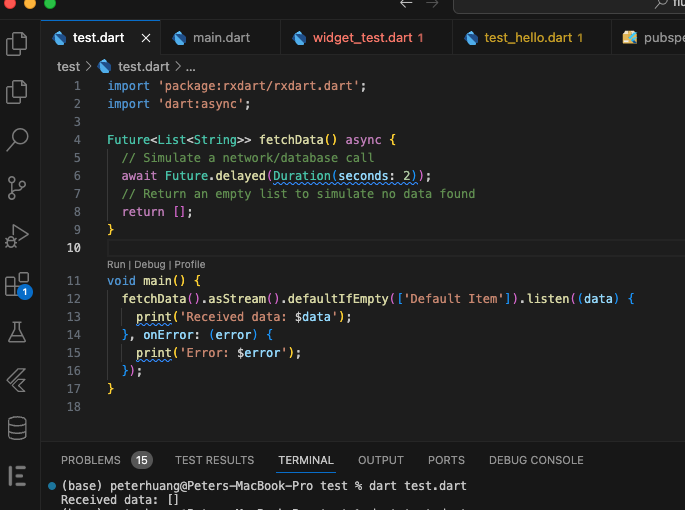 test.dart
main.dart
widget_test.dart 1
test_hello.dart 1
pubspe
test > test.dart > ...
1 import 'package:rxdart/rxdart.dart';
2 import 'dart:async';
3
4 Future<List<String>> fetchData() async {
5 // Simulate a network/database call
6 await Future.delayed(Duration(seconds: 2));
7 // Return an empty list to simulate no data found
8 return [];
9 }
10
Run | Debug | Profile
11 void main() {
12 fetchData().asStream().defaultIfEmpty(['Default Item']).listen((data) {
13 print('Received data: $data');
14 }, onError: (error) {
15 print('Error: $error');
16 });
17 }
18
1
PROBLEMS 15 TEST RESULTS TERMINAL OUTPUT PORTS DEBUG CONSOLE
(base) peterhuang@Peters-MacBook-Pro test % dart test.dart
Received data: []